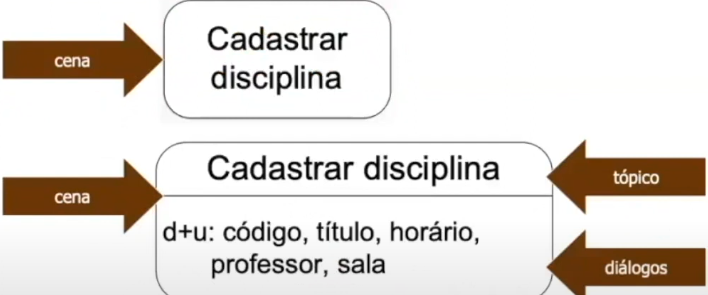 cena
Cadastrar
disciplina
cena
Cadastrar disciplina
tópico
d+u: código, título, horário,
professor, sala
diálogos